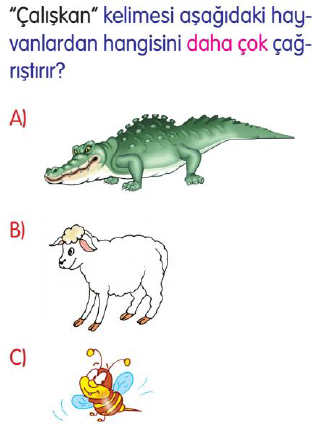 “Çalışkan“ kelimesi aşağıdaki hay-
vanlardan hangisini daha çok çağ-
rıştırır?
A)
B)
C)